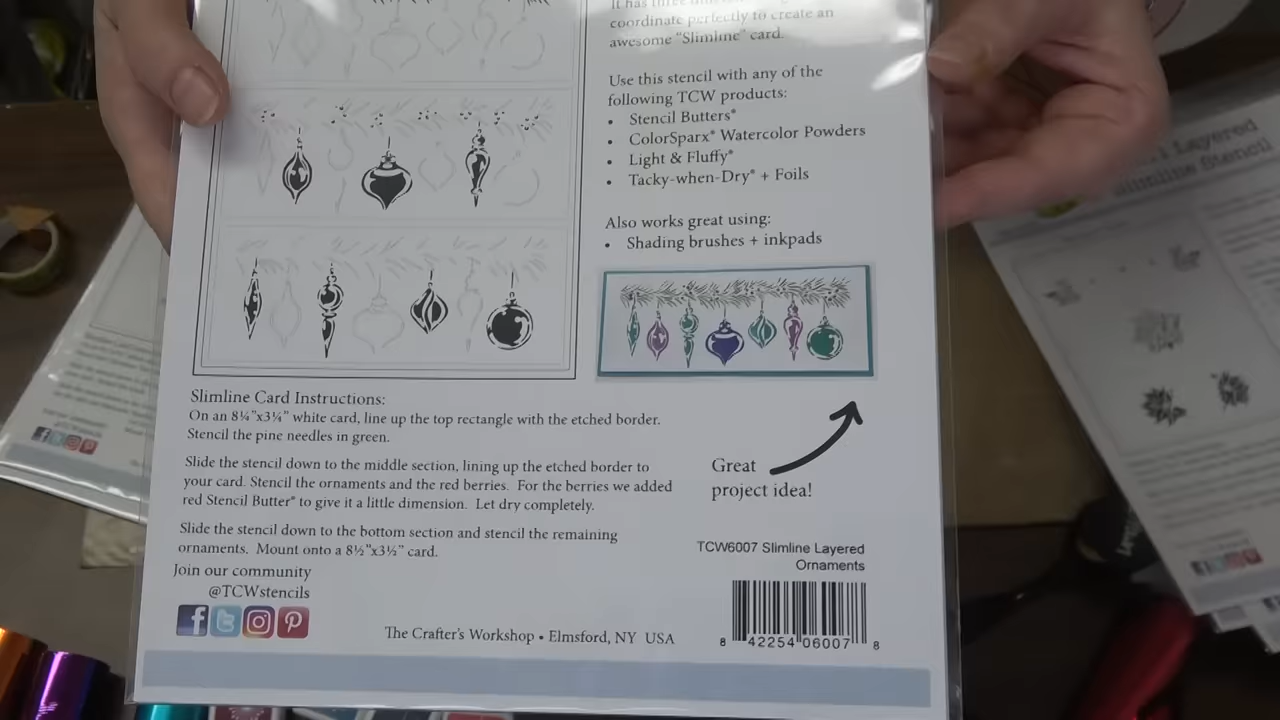 It has three
coordinate perfectly to create an
awesome "Slimline" card.
Use this stencil with any of the
following TCW products:
• Stencil Butters®
• ColorSparx® Watercolor Powders
• Light & Fluffy®
• Tacky-when-Dry® + Foils
Also works great using:
• Shading brushes + inkpads
Slimline Card Instructions:
On an 8¼"x3¼" white card, line up the top rectangle with the etched border.
Stencil the pine needles in green.
Slide the stencil down to the middle section, lining up the etched border to
your card. Stencil the ornaments and the red berries. For the berries we added
red Stencil Butter® to give it a little dimension. Let dry completely.
Slide the stencil down to the bottom section and stencil the remaining
ornaments. Mount onto a 8½"x3½" card.
Great
project idea!
Join our community
@TCWstencils
TCW6007 Slimline Layered
Ornaments
8 42254 06007 8
The Crafter's Workshop • Elmsford, NY USA
Layered
Slimline Stencil